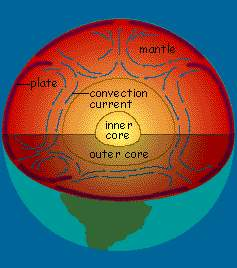 mantle
plate
convection
current
inner
core
outer core